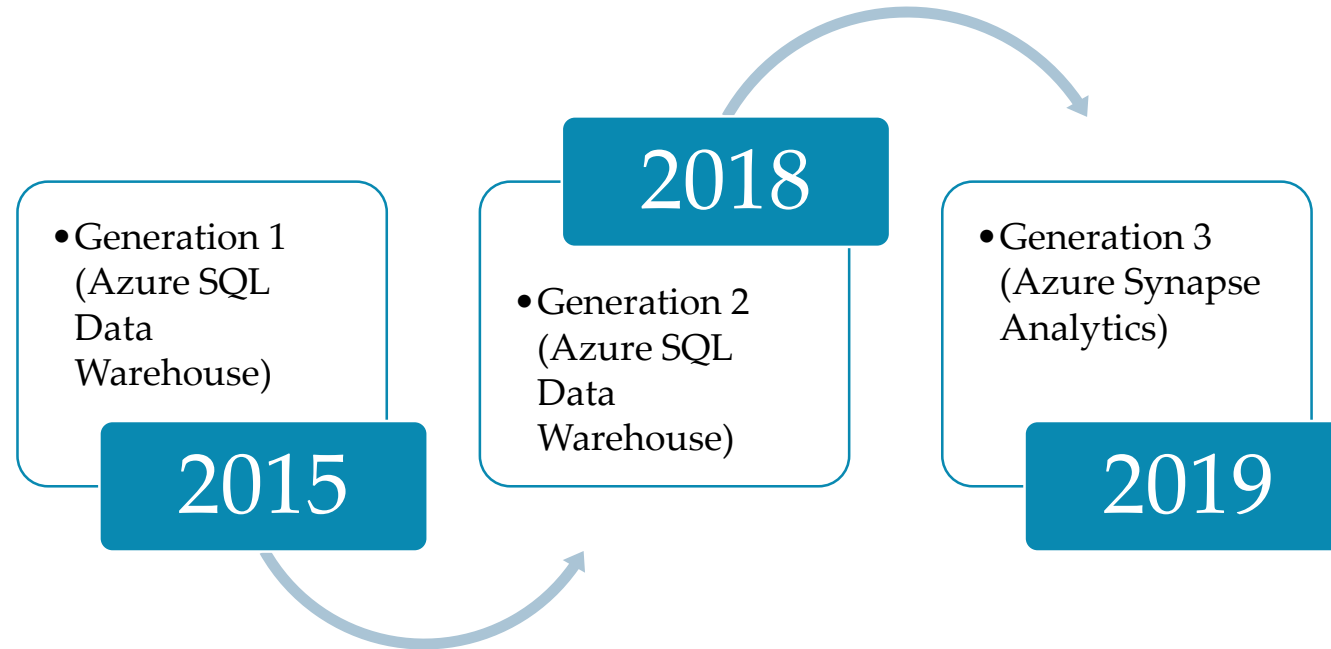 •Generation 1
(Azure SQL
Data
Warehouse)
2015
2018
•Generation 2
(Azure SQL
Data
Warehouse)
•Generation 3
(Azure Synapse
Analytics)
2019